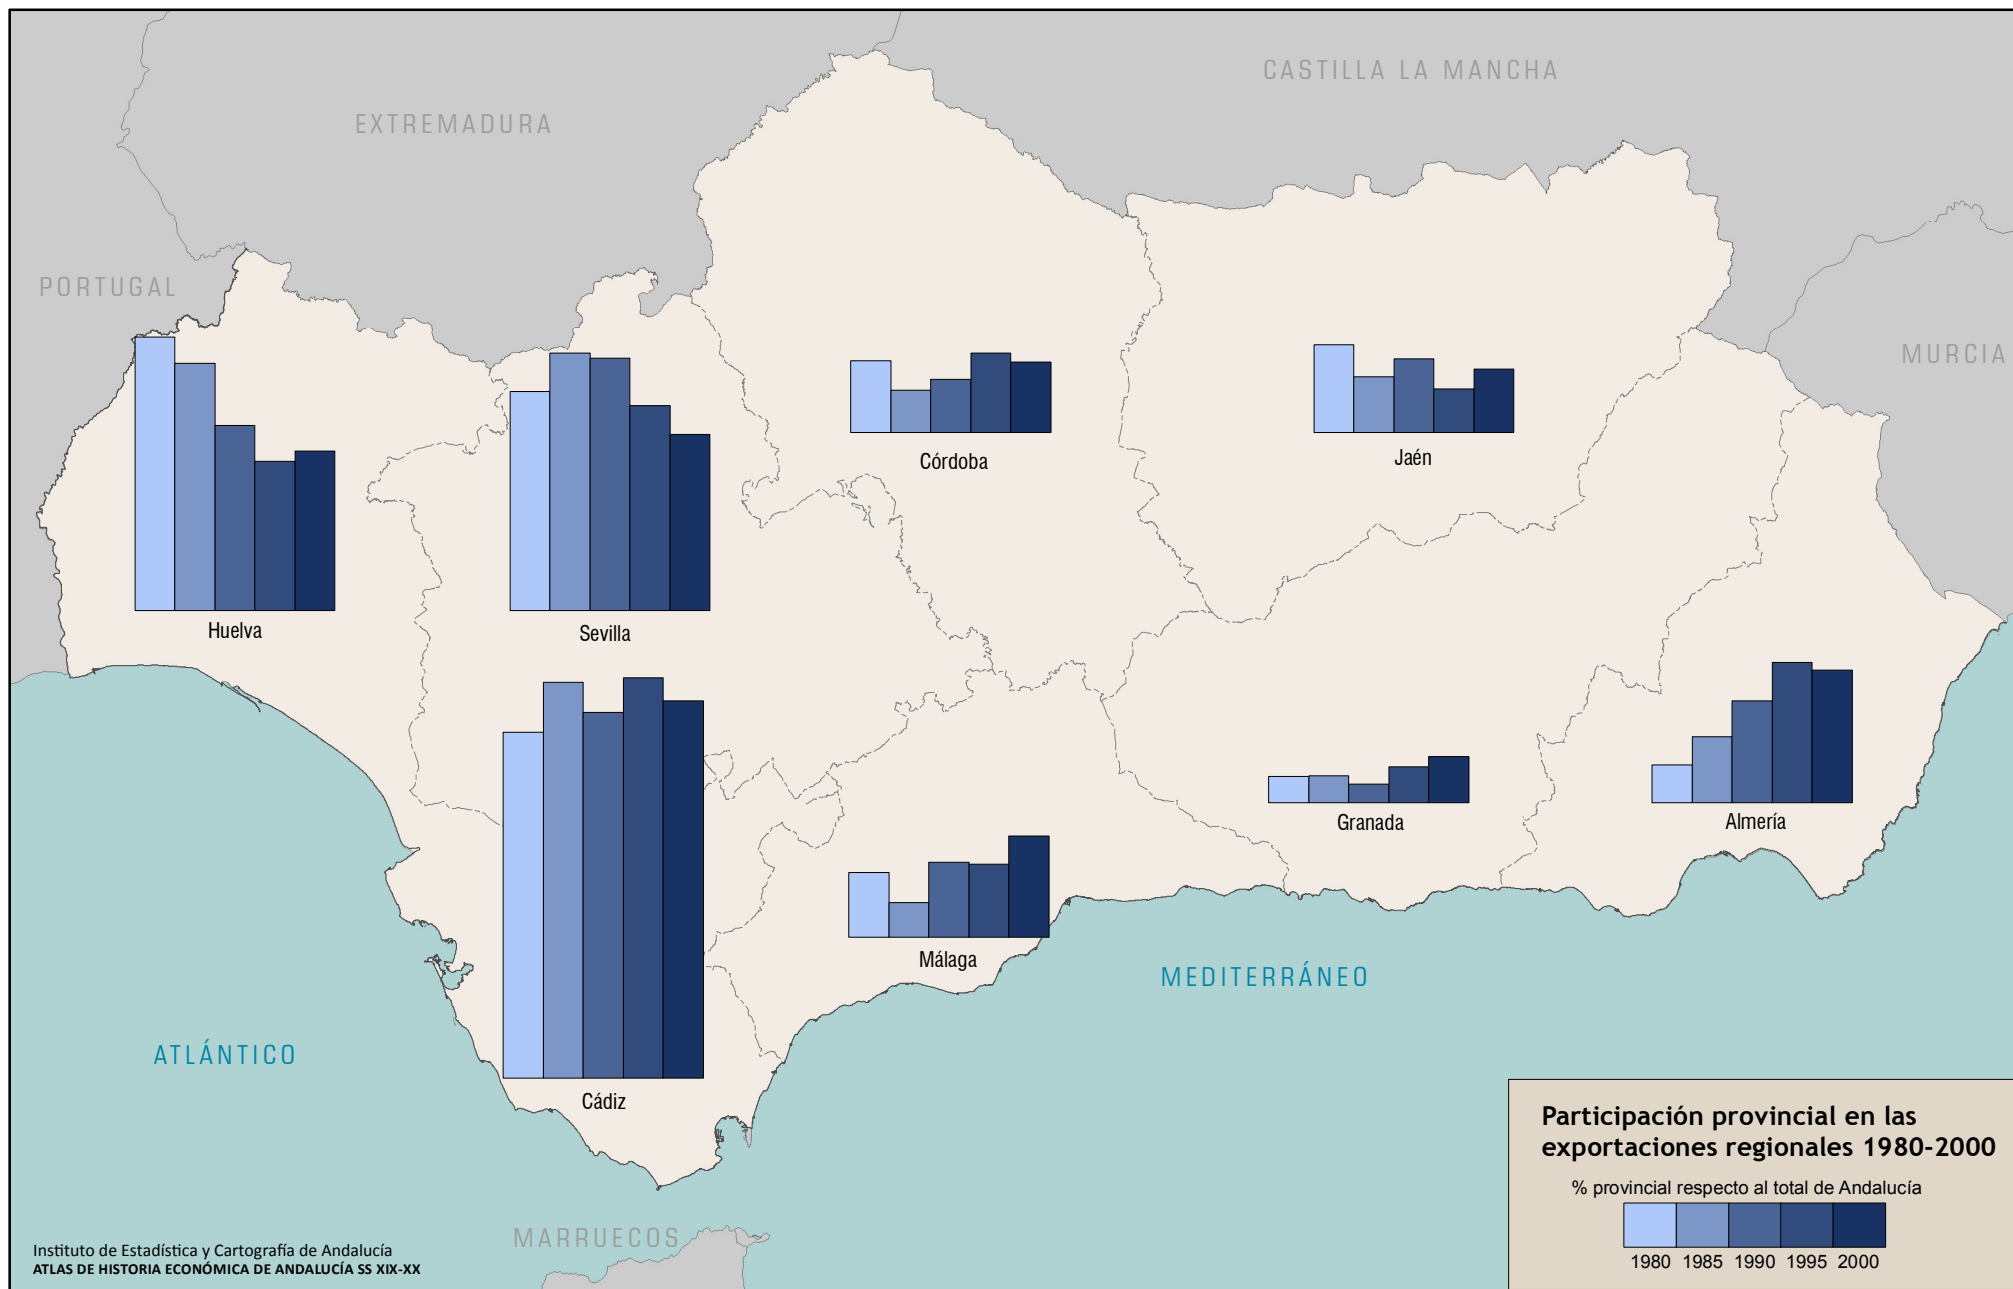 CASTILLA LA MANCHA
EXTREMADURA
PORTUGAL
MURCIA
Córdoba
Jaén
Huelva
Sevilla
Granada
Almería
Málaga
MEDITERRÁNEO
ATLÁNTICO
Cádiz
MARRUECOS
Participación provincial en las
exportaciones regionales 1980-2000
% provincial respecto al total de Andalucía
1980 1985 1990 1995 2000
Instituto de Estadística y Cartografía de Andalucía
ATLAS DE HISTORIA ECONÓMICA DE ANDALUCÍA SS XIX-XX